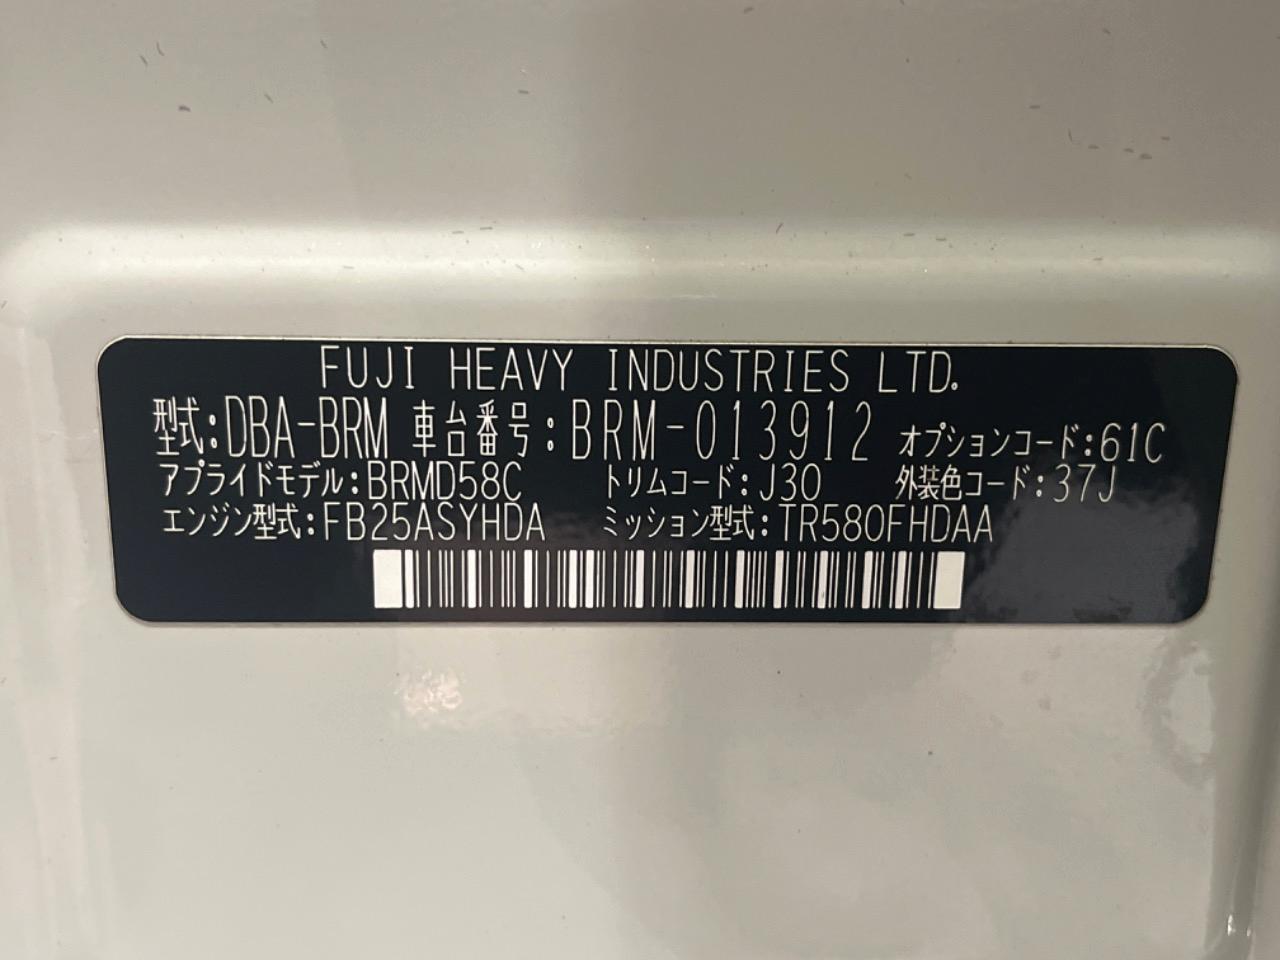 FUJI HEAVY INDUSTRIES LTD.
型式:DBA-BRM 車台番号:BRM-013912 オプションコード:61C
アプライドモデル:BRMD58C トリムコード:J30 外装色コード:37J
エンジン型式:FB25ASYHDA ミッション型式:TR580FHDAA